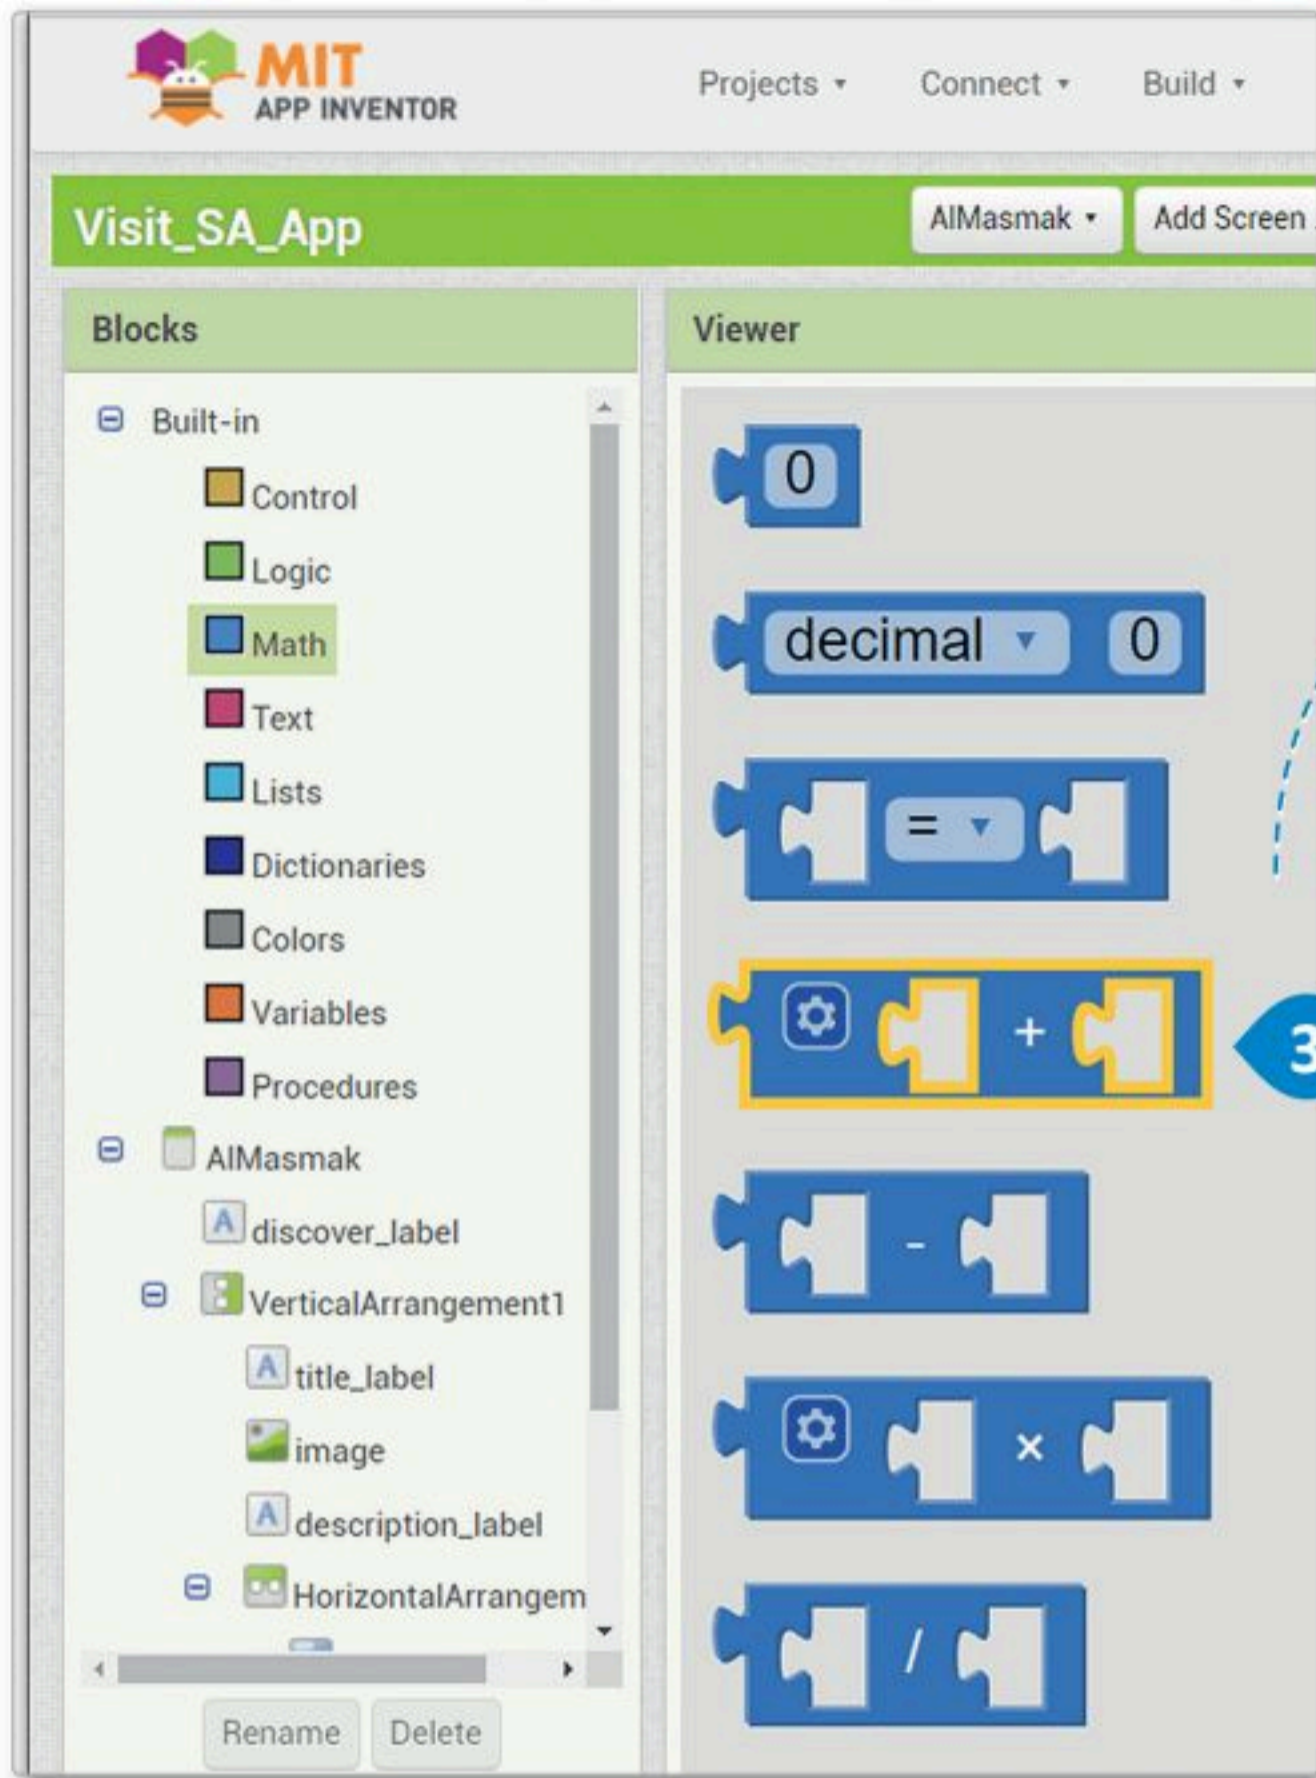 MIT
APP INVENTOR
Projects
Connect
Build
Visit_SA_App
AlMasmak
Add Screen
Blocks
Viewer
Built-in
Control
Logic
Math
Text
Lists
Dictionaries
Colors
Variables
Procedures
AlMasmak
discover_label
VerticalArrangement1
title_label
image
description_label
HorizontalArrangem
Rename
Delete
0
decimal 0
=
+
3
-
×
/